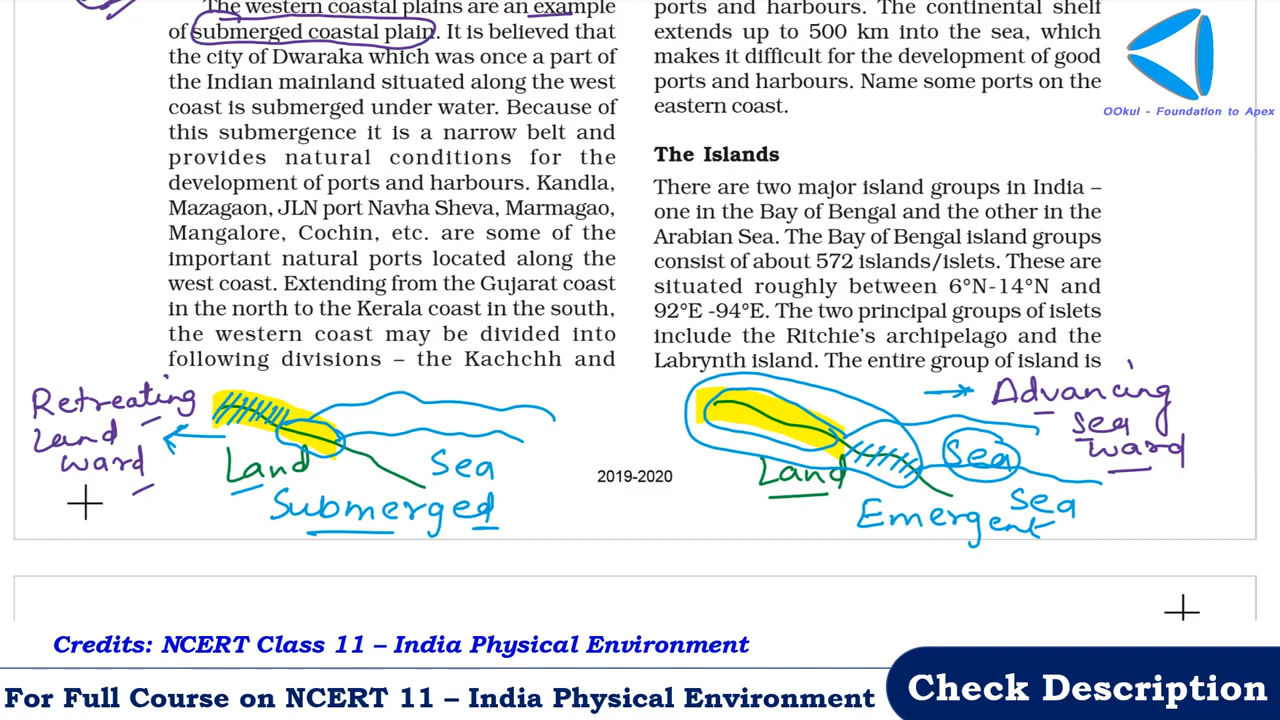 The western coastal plains are an example
of submerged coastal plain. It is believed that
the city of Dwaraka which was once a part of
the Indian mainland situated along the west
coast is submerged under water. Because of
this submergence it is a narrow belt and
provides natural conditions for the
development of ports and harbours. Kandla,
Mazagaon, JLN port Navha Sheva, Marmagao,
Mangalore, Cochin, etc. are some of the
important natural ports located along the
west coast. Extending from the Gujarat coast
in the north to the Kerala coast in the south,
the western coast may be divided into
following divisions – the Kachchh and
ports and harbours. The continental shelf
extends up to 500 km into the sea, which
makes it difficult for the development of good
ports and harbours. Name some ports on the
eastern coast.
The Islands
There are two major island groups in India –
one in the Bay of Bengal and the other in the
Arabian Sea. The Bay of Bengal island groups
consist of about 572 islands/islets. These are
situated roughly between 6°N-14°N and
92°E -94°E. The two principal groups of islets
include the Ritchie's archipelago and the
Labrynth island. The entire group of island is
OOkul - Foundation to Apex
Retreating
Land
ward
Land
Sea
Submerged
2019-2020
Land
Sea
Sea
Emergent
Advancing
sea
ward
Credits: NCERT Class 11 – India Physical Environment
For Full Course on NCERT 11 – India Physical Environment
Check Description